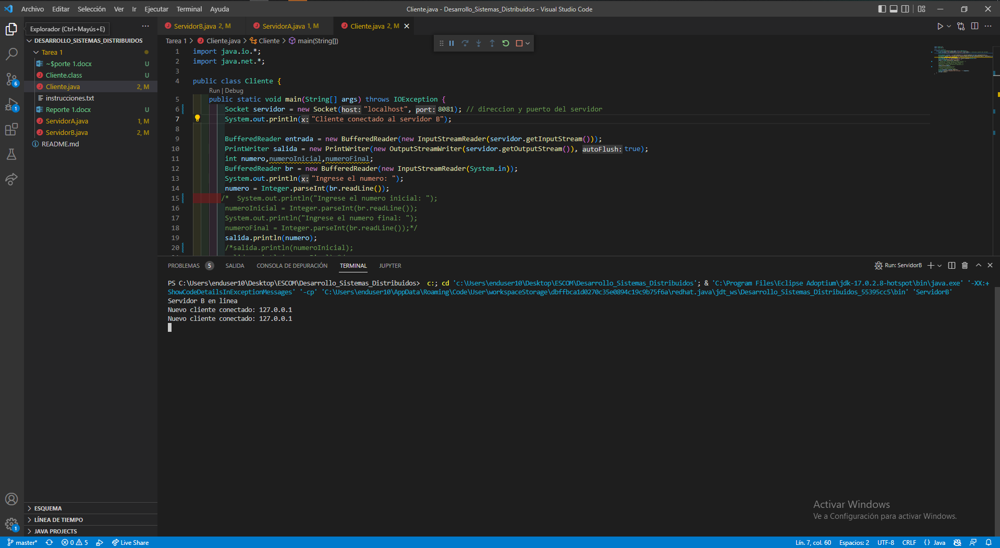 Archivo Editar Selección Ver Ir Ejecutar Terminal Ayuda
Cliente.java - Desarrollo_Sistemas_Distribuidos - Visual Studio Code
Explorador (Ctrl+Mayús+E)
DESARROLLO_SISTEMAS_DISTRIBUIDOS
Tarea 1
~$porte 1.docx U
Cliente.class U
Cliente.java 2, M
instrucciones.txt
Reporte 1.docx U
ServidorA.java 1, M
ServidorB.java 2, M
README.md
6
1
ESQUEMA
LÍNEA DE TIEMPO
JAVA PROJECTS
1
ServidorB.java 2, M
ServidorA.java 1, M
Cliente.java 2, M
Tarea 1 > Cliente.java > Cliente > main(String[])
1 import java.io.*;
2 import java.net.*;
3
4 public class Cliente {
Run | Debug
5 public static void main(String[] args) throws IOException {
6 Socket servidor = new Socket(host: "localhost", port: 8081); // direccion y puerto del servidor
7 System.out.println(x: "Cliente conectado al servidor B");
8
9 BufferedReader entrada = new BufferedReader(new InputStreamReader(servidor.getInputStream()));
10 PrintWriter salida = new PrintWriter(new OutputStreamWriter(servidor.getOutputStream()), autoFlush: true);
11 int numero,numeroInicial,numeroFinal;
12 BufferedReader br = new BufferedReader(new InputStreamReader(System.in));
13 System.out.println(x: "Ingrese el numero: ");
14 numero = Integer.parseInt(br.readLine());
15 /* System.out.println("Ingrese el numero inicial: ");
16 numeroInicial = Integer.parseInt(br.readLine());
17 System.out.println("Ingrese el numero final: ");
18 numeroFinal = Integer.parseInt(br.readLine());*/
19 salida.println(numero);
20 /*salida.println(numeroInicial);
PROBLEMAS 5 SALIDA CONSOLA DE DEPURACIÓN TERMINAL JUPYTER
Run: ServidorB
PS C:\Users\enduser10\Desktop\ESCOM\Desarrollo_Sistemas_Distribuidos> c:; cd 'c:\Users\enduser10\Desktop\ESCOM\Desarrollo_Sistemas_Distribuidos'; & 'C:\Program Files\Eclipse Adoptium\jdk-17.0.2.8-hotspot\bin\java.exe' '-XX:+
ShowCodeDetailsInExceptionMessages' '-cp' 'C:\Users\enduser10\AppData\Roaming\Code\User\workspaceStorage\dbffbca1d0270c35e0894c19c9b75f6a\redhat.java\jdt_ws\Desarrollo_Sistemas_Distribuidos_55395cc5\bin' 'ServidorB'
Servidor B en linea
Nuevo cliente conectado: 127.0.0.1
Nuevo cliente conectado: 127.0.0.1
Activar Windows
Ve a Configuración para activar Windows.
master* 0 5 Live Share
Lín. 7, col. 60 Espacios: 2 UTF-8 CRLF {} Java